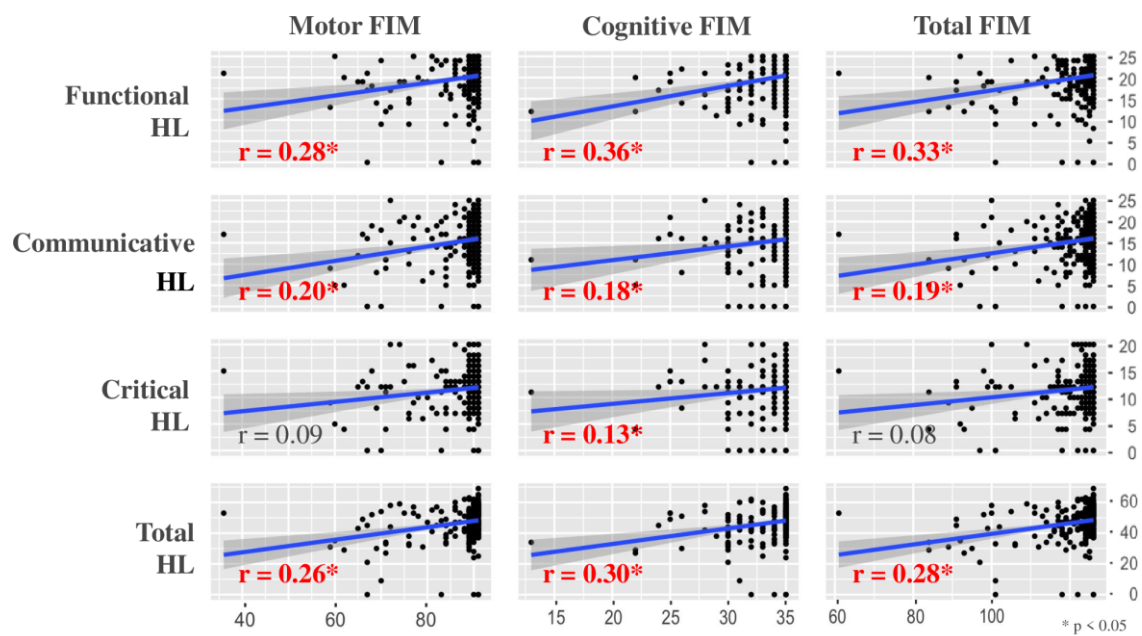 Motor FIM Cognitive FIM Total FIM
Functional
HL
r = 0.28* r = 0.36* r = 0.33*
25
20
15
10
5
0
Communicative
HL
r = 0.20* r = 0.18* r = 0.19*
25
20
15
10
5
0
Critical
HL
r = 0.09 r = 0.13* r = 0.08
20
15
10
5
0
Total
HL
r = 0.26* r = 0.30* r = 0.28*
60
40
20
0
40 60 80 15 20 25 30 35 60 80 100
* p < 0.05